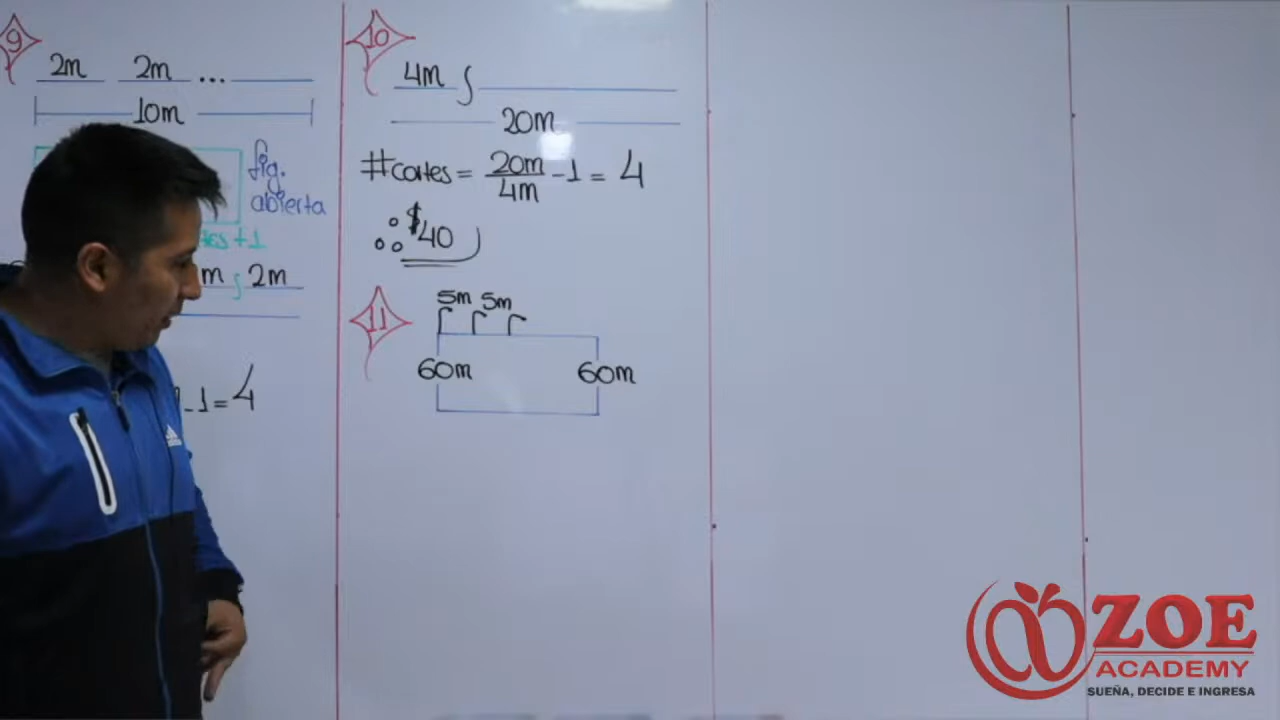 9
2m 2m ...
10m
fig.
abierta
+1
m ∫ 2m
-1=4
10
4m ∫
20m
#cortes = 20m/4m -1 = 4
∴ $40
11
5m 5m
60m 60m
ZOE
ACADEMY
SUEÑA, DECIDE E INGRESA